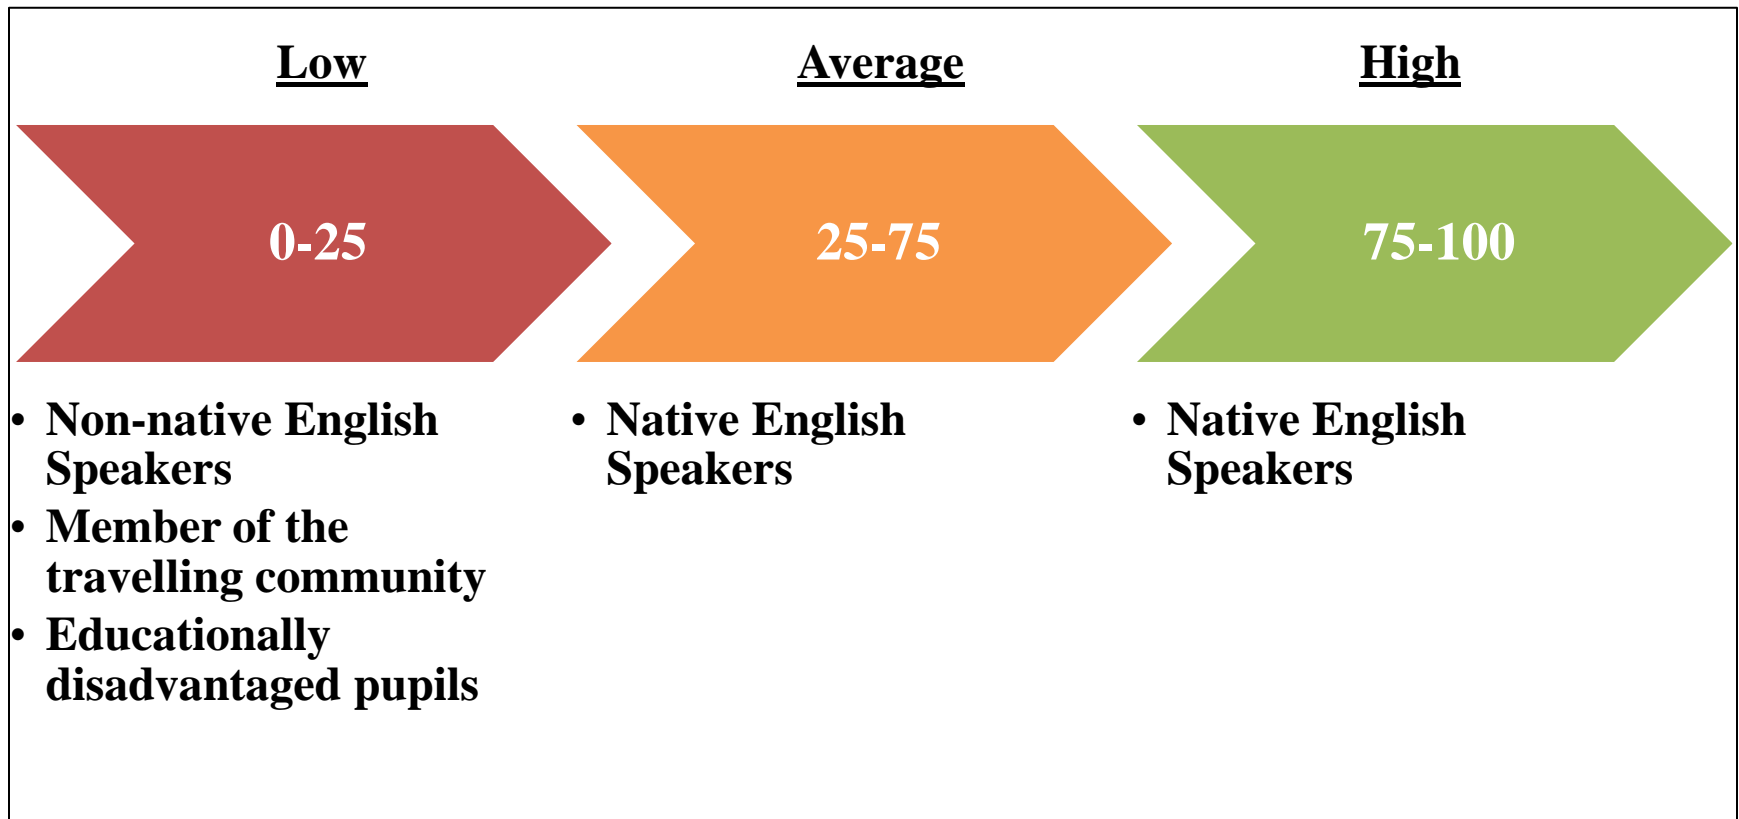 Low
Average
High
0-25
25-75
75-100
• Non-native English
Speakers
• Member of the
travelling community
• Educationally
disadvantaged pupils
• Native English
Speakers
• Native English
Speakers